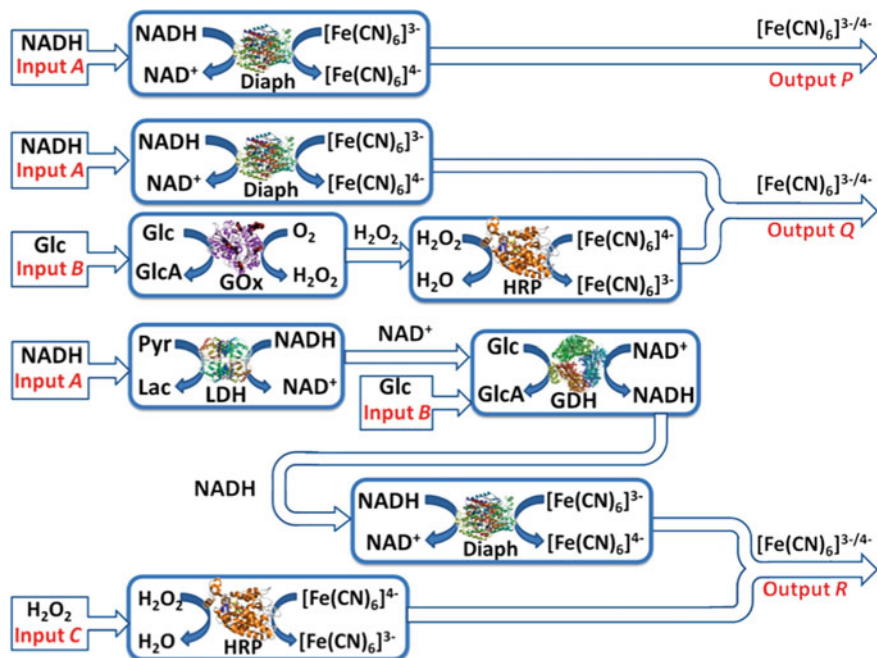 NADH
Input A
NADH
NAD⁺
Diaph
[Fe(CN)₆]³⁻
[Fe(CN)₆]⁴⁻
[Fe(CN)₆]³⁻/⁴⁻
Output P
NADH
Input A
NADH
NAD⁺
Diaph
[Fe(CN)₆]³⁻
[Fe(CN)₆]⁴⁻
[Fe(CN)₆]³⁻/⁴⁻
Output Q
Glc
Input B
Glc
GlcA
GOx
O₂
H₂O₂
H₂O₂
H₂O₂
H₂O
HRP
[Fe(CN)₆]⁴⁻
[Fe(CN)₆]³⁻
NADH
Input A
Pyr
Lac
LDH
NADH
NAD⁺
NAD⁺
Glc
Input B
Glc
GlcA
GDH
NAD⁺
NADH
NADH
NADH
NAD⁺
Diaph
[Fe(CN)₆]³⁻
[Fe(CN)₆]⁴⁻
[Fe(CN)₆]³⁻/⁴⁻
Output R
H₂O₂
Input C
H₂O₂
H₂O
HRP
[Fe(CN)₆]⁴⁻
[Fe(CN)₆]³⁻